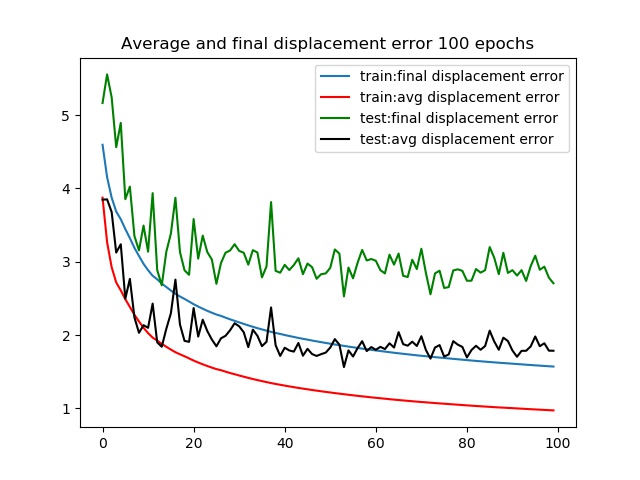 Average and final displacement error 100 epochs
train:final displacement error
train:avg displacement error
test:final displacement error
test:avg displacement error
5
4
3
2
1
0 20 40 60 80 100